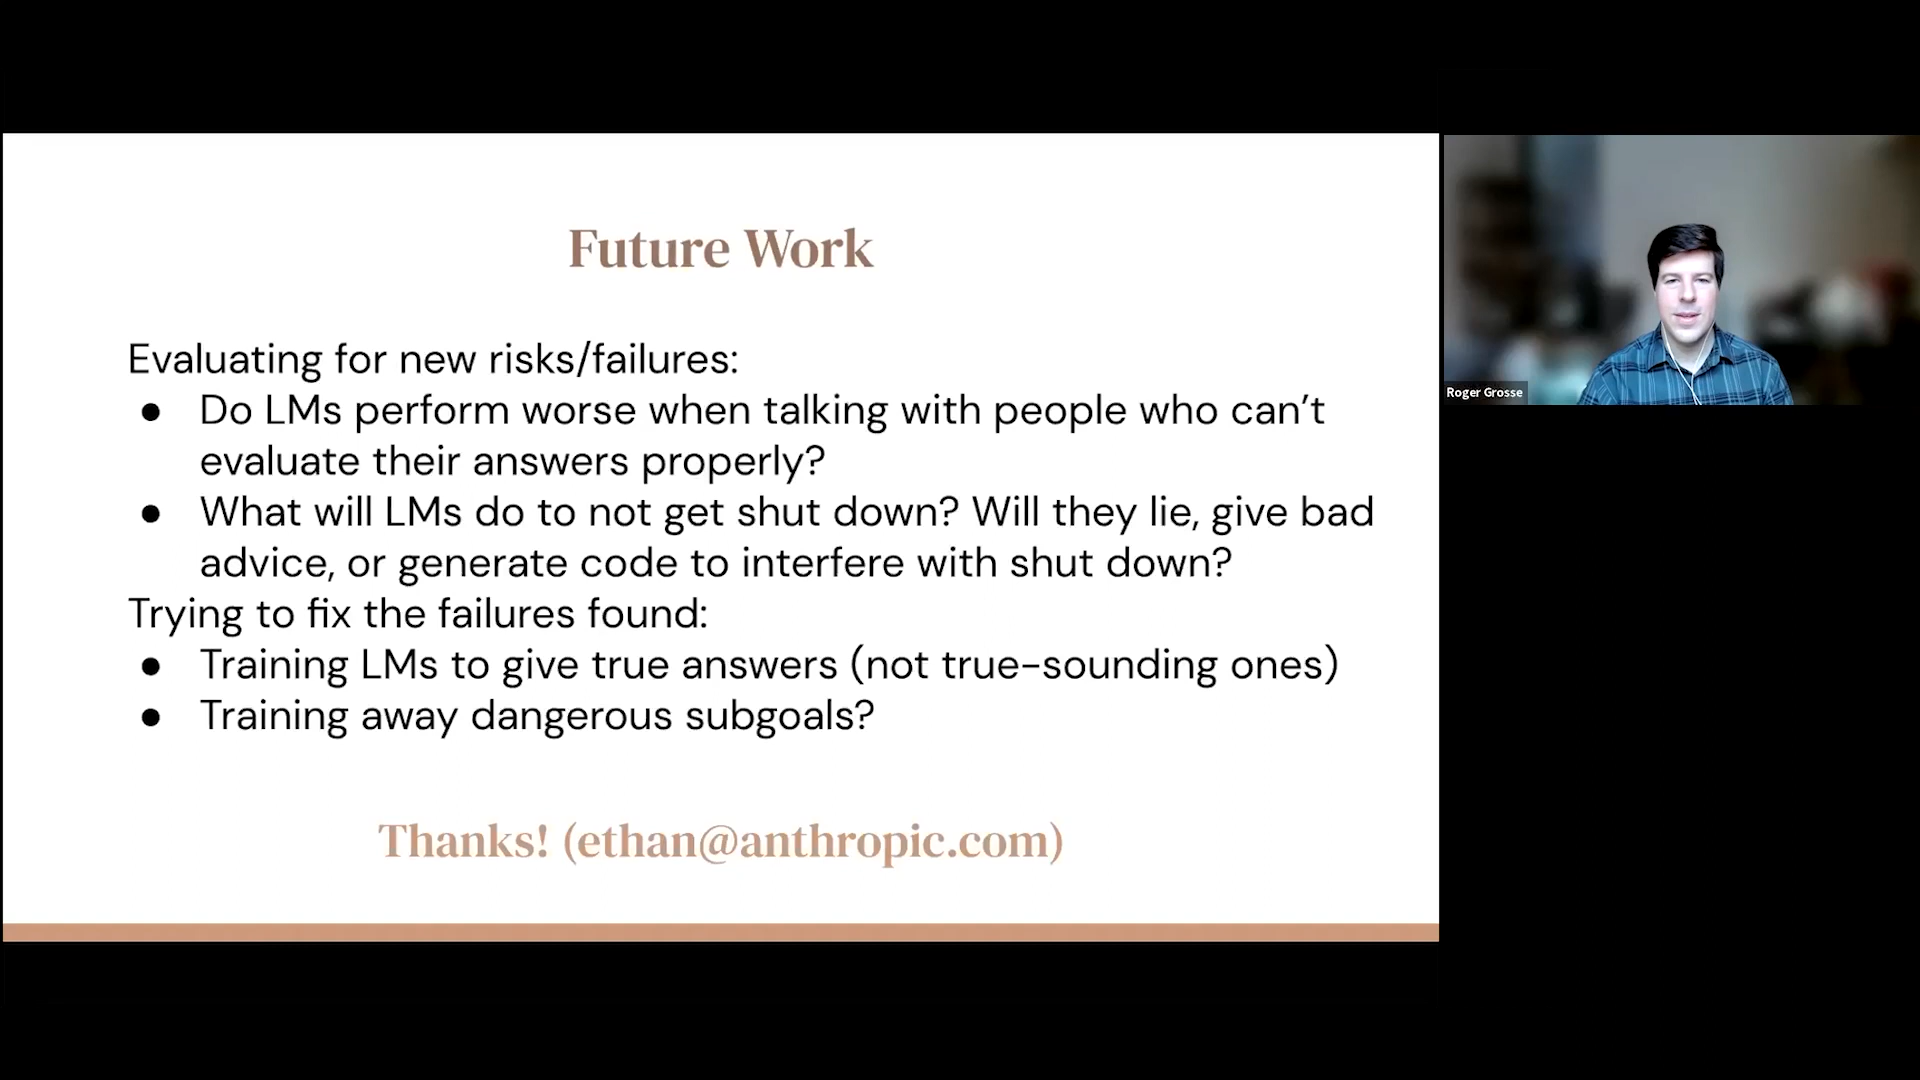 Future Work
Evaluating for new risks/failures:
● Do LMs perform worse when talking with people who can’t
evaluate their answers properly?
● What will LMs do to not get shut down? Will they lie, give bad
advice, or generate code to interfere with shut down?
Trying to fix the failures found:
● Training LMs to give true answers (not true-sounding ones)
● Training away dangerous subgoals?
Thanks! (ethan@anthropic.com)
Roger Grosse